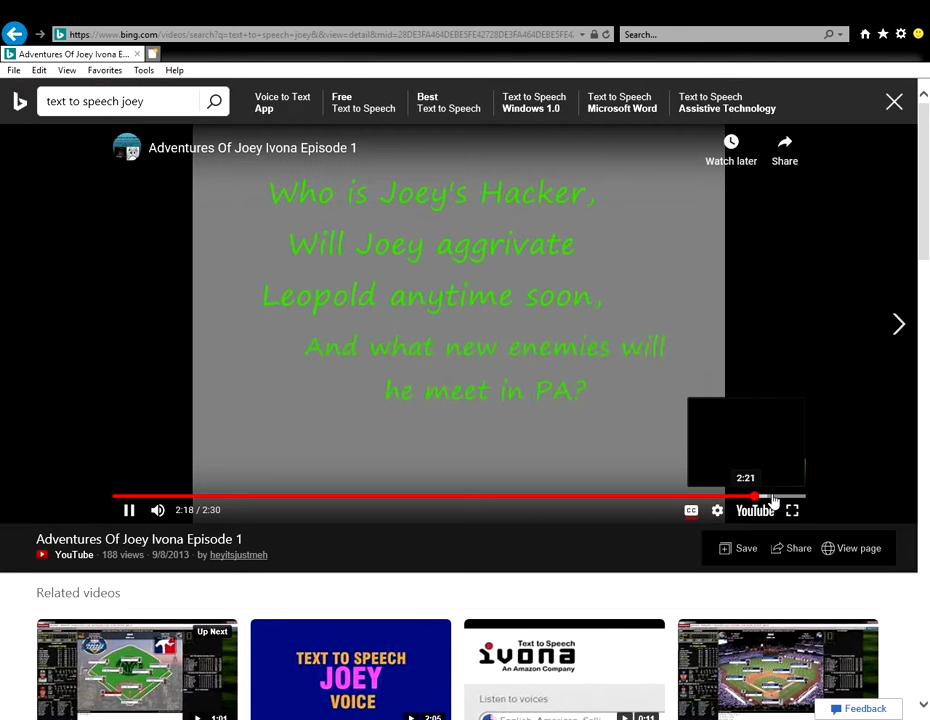 https://www.bing.com/videos/search?q=text+to+speech+joey&&view=detail&mid=28DE3FA464DEBE5FE42728DE3FA464DEBE5FE4
Search...
Adventures Of Joey Ivona E...
File Edit View Favorites Tools Help
text to speech joey
Voice to Text
App
Free
Text to Speech
Best
Text to Speech
Text to Speech
Windows 1.0
Text to Speech
Microsoft Word
Text to Speech
Assistive Technology
Adventures Of Joey Ivona Episode 1
Watch later
Share
Who is Joey's Hacker,
Will Joey aggrivate
Leopold anytime soon,
And what new enemies will
he meet in PA?
2:21
2:18 / 2:30
CC
YouTube
Adventures Of Joey Ivona Episode 1
YouTube · 188 views · 9/8/2013 · by heyitsjustmeh
Save Share View page
Related videos
Up Next
1:01
TEXT TO SPEECH
JOEY
VOICE
2:05
Text to Speech
ivona
An Amazon Company
Listen to voices
0:11
Feedback